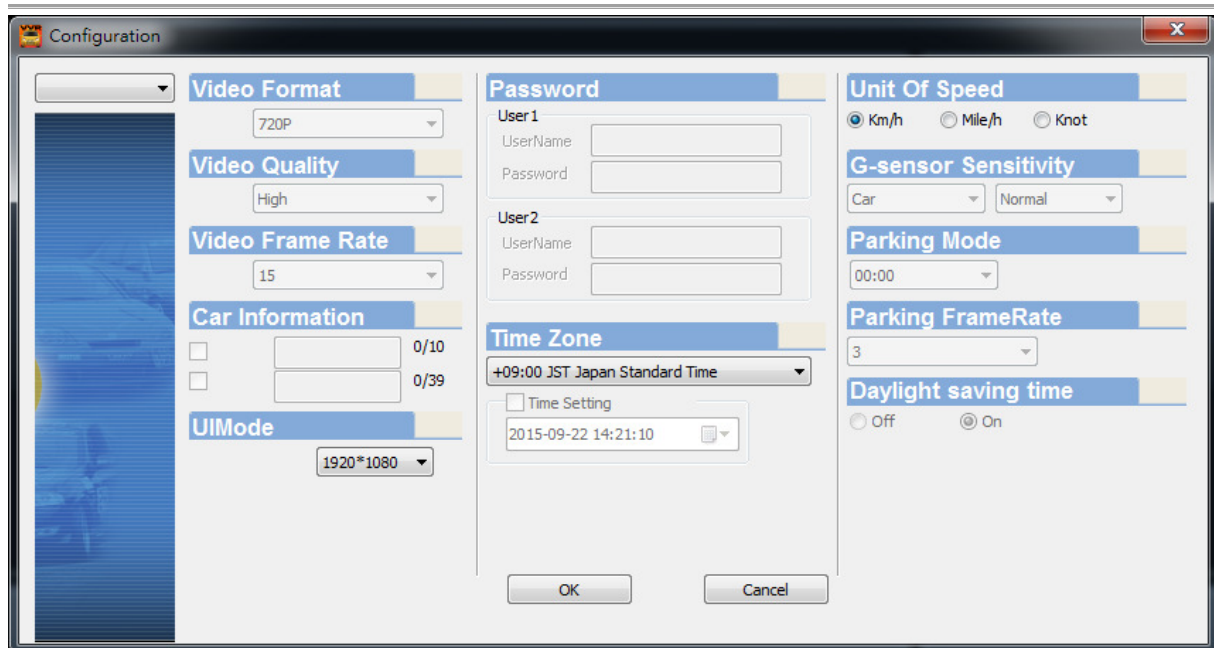 Configuration
Video Format
720P
Video Quality
High
Video Frame Rate
15
Car Information
0/10
0/39
UIMode
1920*1080
Password
User1
UserName
Password
User2
UserName
Password
Time Zone
+09:00 JST Japan Standard Time
Time Setting
2015-09-22 14:21:10
OK
Cancel
Unit Of Speed
Km/h Mile/h Knot
G-sensor Sensitivity
Car Normal
Parking Mode
00:00
Parking FrameRate
3
Daylight saving time
Off On